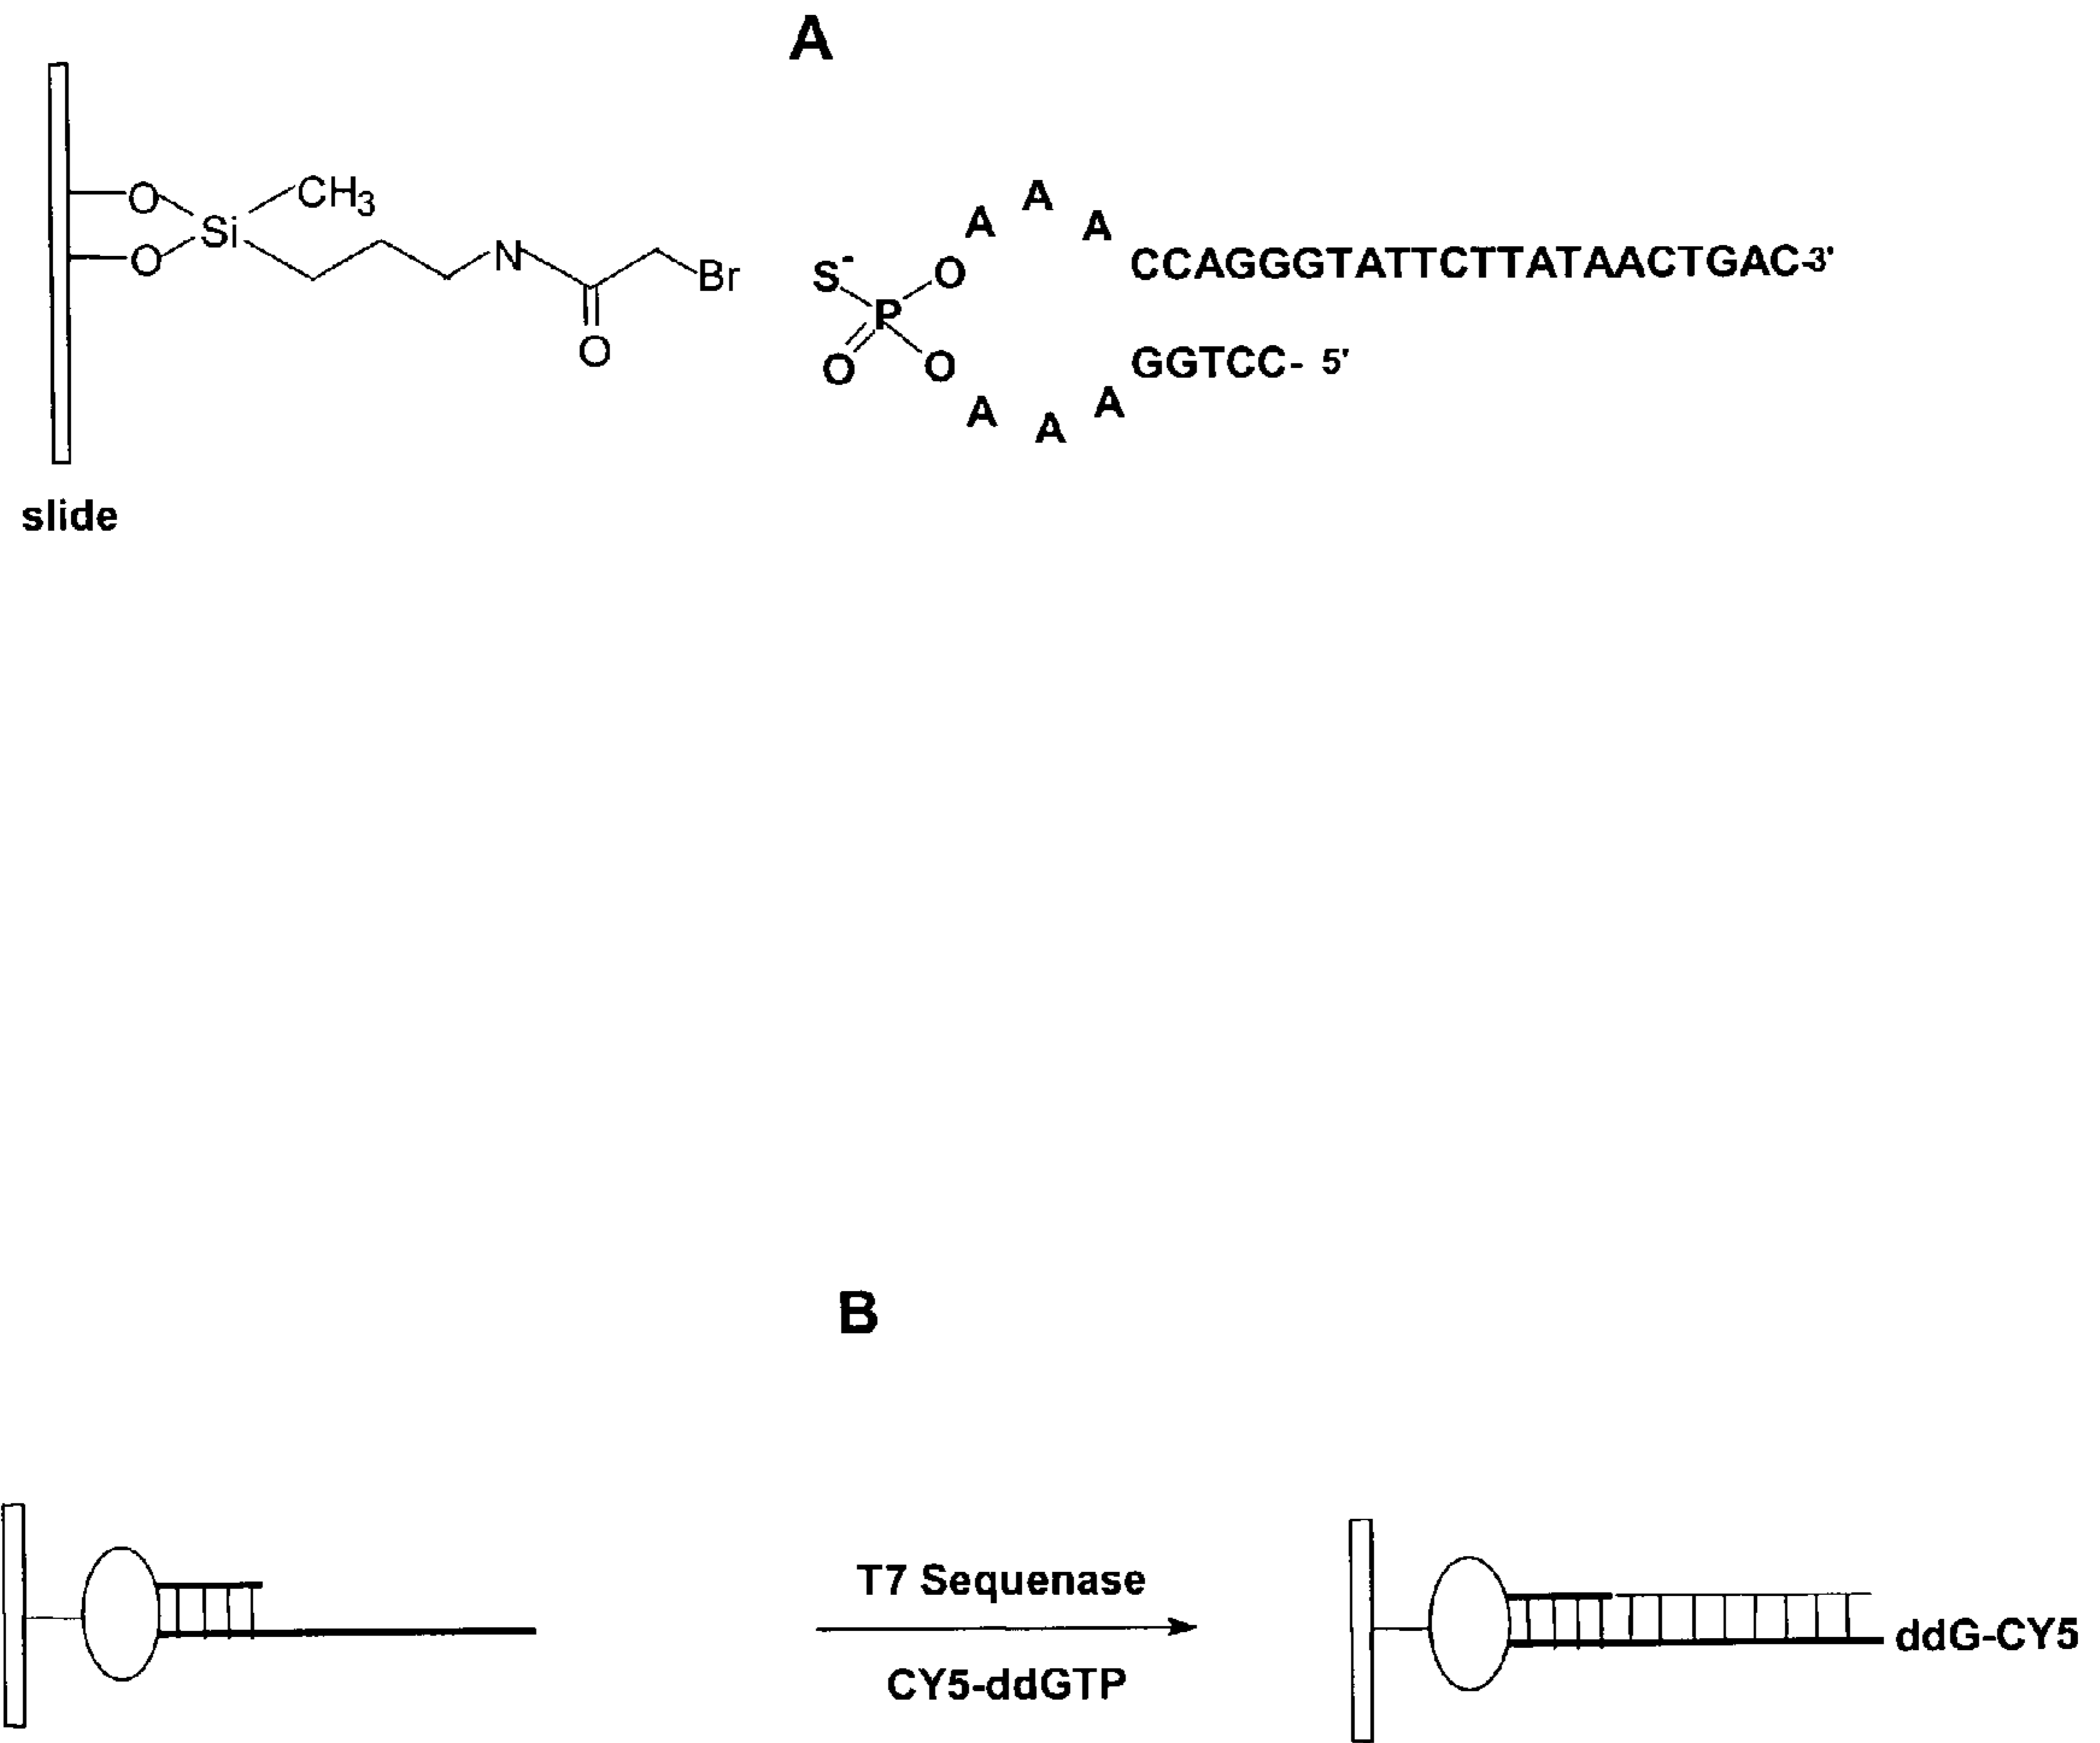 A
O
Si
CH3
O
N
O
Br
S-
P
O
O
O
A
A
A
CCAGGGTATTCTTATAACTGAC-3'
GGTCC- 5'
A
A
A
slide
B
T7 Sequenase
CY5-ddGTP
ddG-CY5